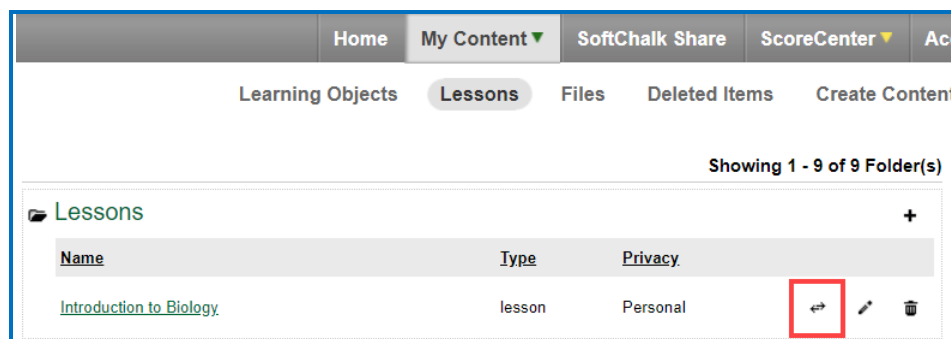 Home My Content SoftChalk Share ScoreCenter Acc
Learning Objects Lessons Files Deleted Items Create Content
Showing 1 - 9 of 9 Folder(s)
Lessons
Name Type Privacy
Introduction to Biology lesson Personal